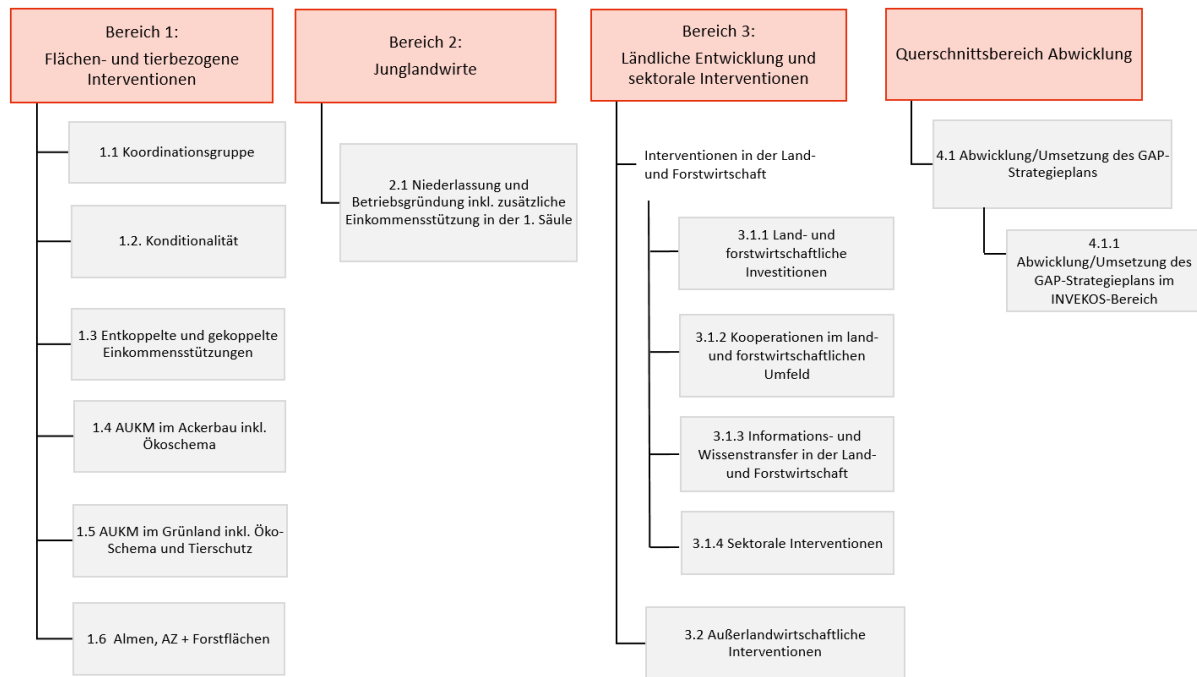 Bereich 1:
Flächen- und tierbezogene
Interventionen
1.1 Koordinationsgruppe
1.2. Konditionalität
1.3 Entkoppelte und gekoppelte
Einkommensstützungen
1.4 AUKM im Ackerbau inkl.
Ökoschema
1.5 AUKM im Grünland inkl. Öko-
Schema und Tierschutz
1.6 Almen, AZ + Forstflächen
Bereich 2:
Junglandwirte
2.1 Niederlassung und
Betriebsgründung inkl. zusätzliche
Einkommensstützung in der 1. Säule
Bereich 3:
Ländliche Entwicklung und
sektorale Interventionen
Interventionen in der Land-
und Forstwirtschaft
3.1.1 Land- und
forstwirtschaftliche
Investitionen
3.1.2 Kooperationen im land-
und forstwirtschaftlichen
Umfeld
3.1.3 Informations- und
Wissenstransfer in der Land-
und Forstwirtschaft
3.1.4 Sektorale Interventionen
3.2 Außerlandwirtschaftliche
Interventionen
Querschnittsbereich Abwicklung
4.1 Abwicklung/Umsetzung des GAP-
Strategieplans
4.1.1
Abwicklung/Umsetzung des
GAP-Strategieplans im
INVEKOS-Bereich